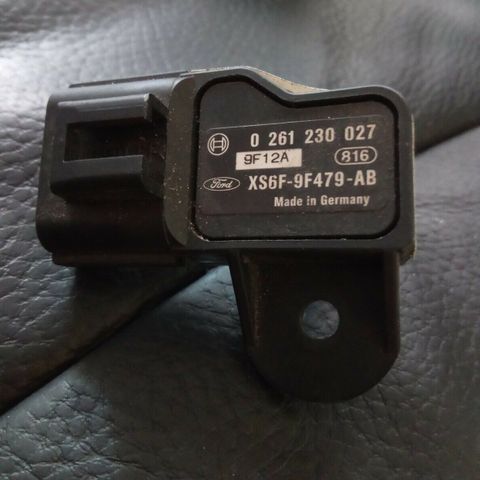 0 261 230 027
9F12A 816
Ford XS6F-9F479-AB
Made in Germany